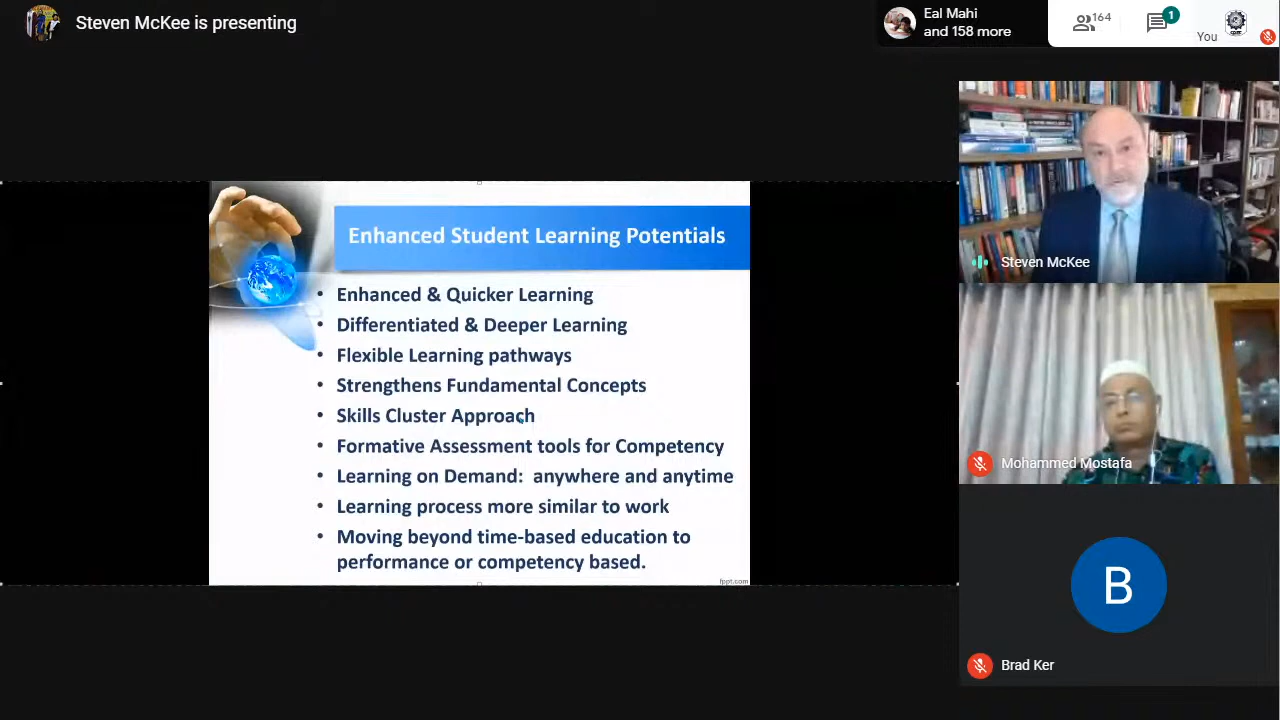 Steven McKee is presenting
Eal Mahi
and 158 more
164
1
You
Enhanced Student Learning Potentials
• Enhanced & Quicker Learning
• Differentiated & Deeper Learning
• Flexible Learning pathways
• Strengthens Fundamental Concepts
• Skills Cluster Approach
• Formative Assessment tools for Competency
• Learning on Demand: anywhere and anytime
• Learning process more similar to work
• Moving beyond time-based education to
performance or competency based.
fppt.com
Steven McKee
Mohammed Mostafa
B
Brad Ker